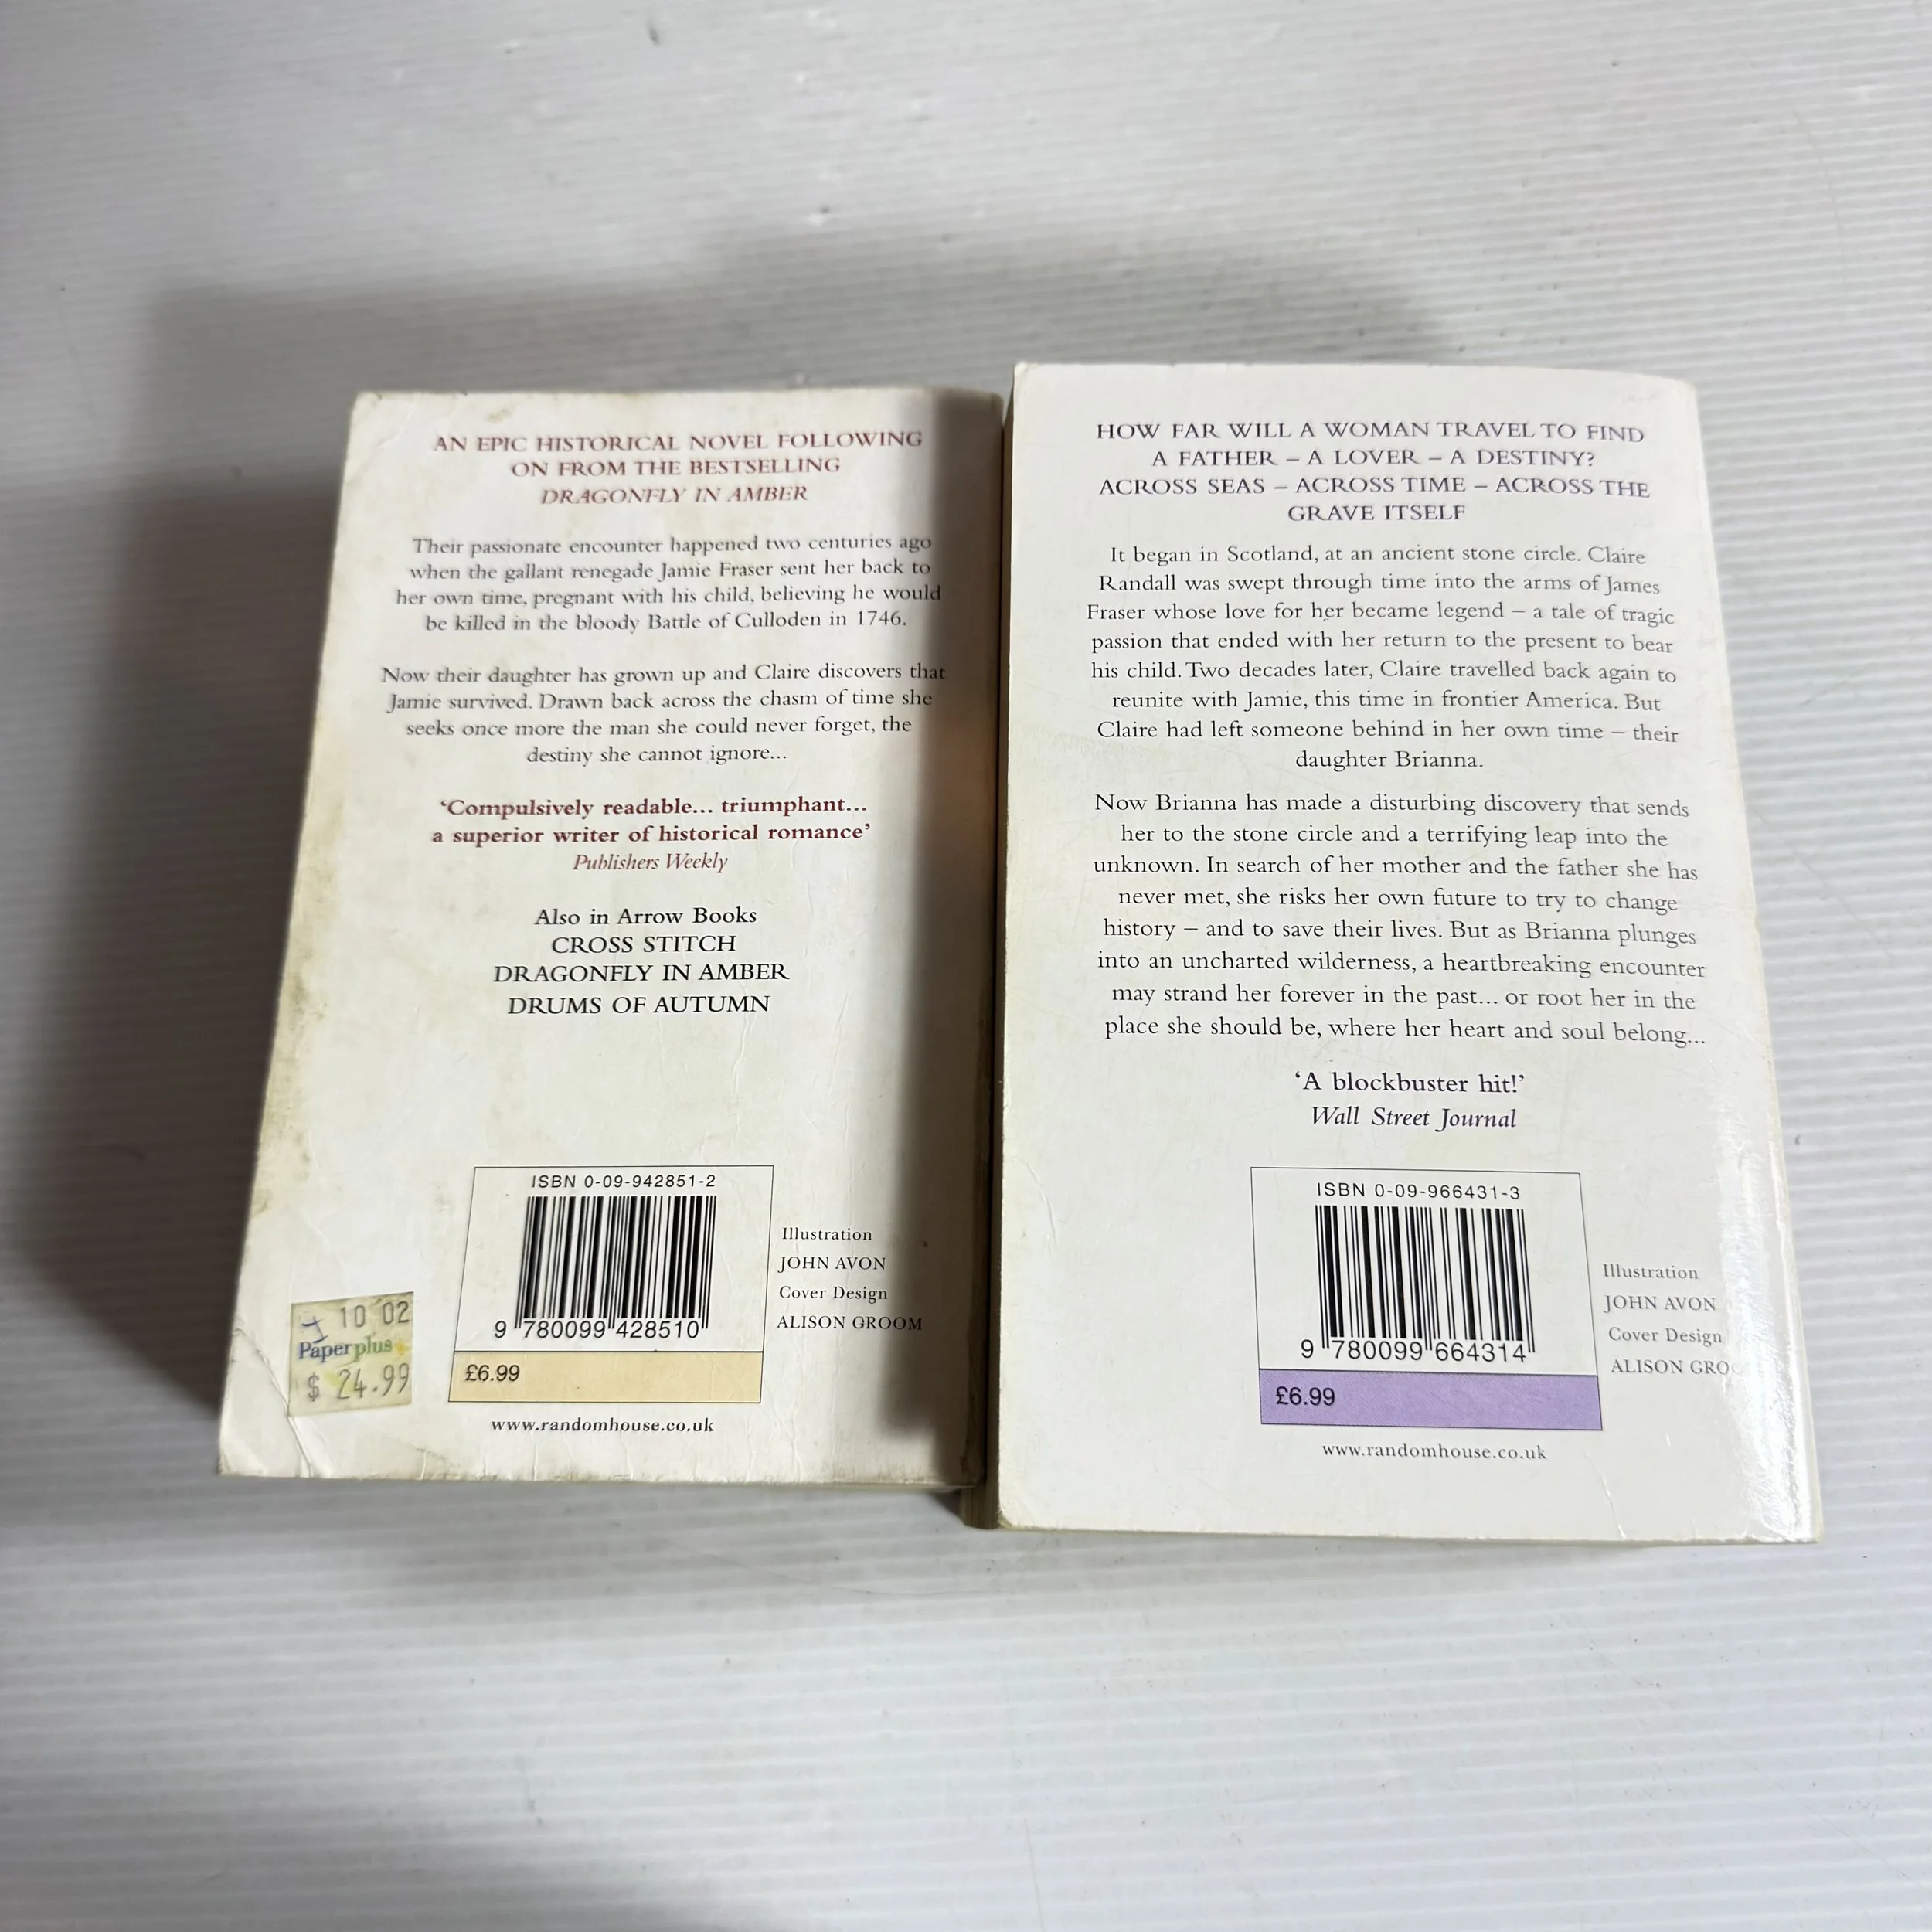 AN EPIC HISTORICAL NOVEL FOLLOWING
ON FROM THE BESTSELLING
DRAGONFLY IN AMBER
Their passionate encounter happened two centuries ago
when the gallant renegade Jamie Fraser sent her back to
her own time, pregnant with his child, believing he would
be killed in the bloody Battle of Culloden in 1746.
Now their daughter has grown up and Claire discovers that
Jamie survived. Drawn back across the chasm of time she
seeks once more the man she could never forget, the
destiny she cannot ignore...
‘Compulsively readable... triumphant...
a superior writer of historical romance’
Publishers Weekly
Also in Arrow Books
CROSS STITCH
DRAGONFLY IN AMBER
DRUMS OF AUTUMN
ISBN 0-09-942851-2
9 780099 428510
£6.99
www.randomhouse.co.uk
Illustration
JOHN AVON
Cover Design
ALISON GROOM
10 02
Paperplus
$ 24.99
HOW FAR WILL A WOMAN TRAVEL TO FIND
A FATHER – A LOVER – A DESTINY?
ACROSS SEAS – ACROSS TIME – ACROSS THE
GRAVE ITSELF
It began in Scotland, at an ancient stone circle. Claire
Randall was swept through time into the arms of James
Fraser whose love for her became legend – a tale of tragic
passion that ended with her return to the present to bear
his child. Two decades later, Claire travelled back again to
reunite with Jamie, this time in frontier America. But
Claire had left someone behind in her own time – their
daughter Brianna.
Now Brianna has made a disturbing discovery that sends
her to the stone circle and a terrifying leap into the
unknown. In search of her mother and the father she has
never met, she risks her own future to try to change
history – and to save their lives. But as Brianna plunges
into an uncharted wilderness, a heartbreaking encounter
may strand her forever in the past... or root her in the
place she should be, where her heart and soul belong...
‘A blockbuster hit!’
Wall Street Journal
ISBN 0-09-966431-3
9 780099 664314
£6.99
www.randomhouse.co.uk
Illustration
JOHN AVON
Cover Design
ALISON